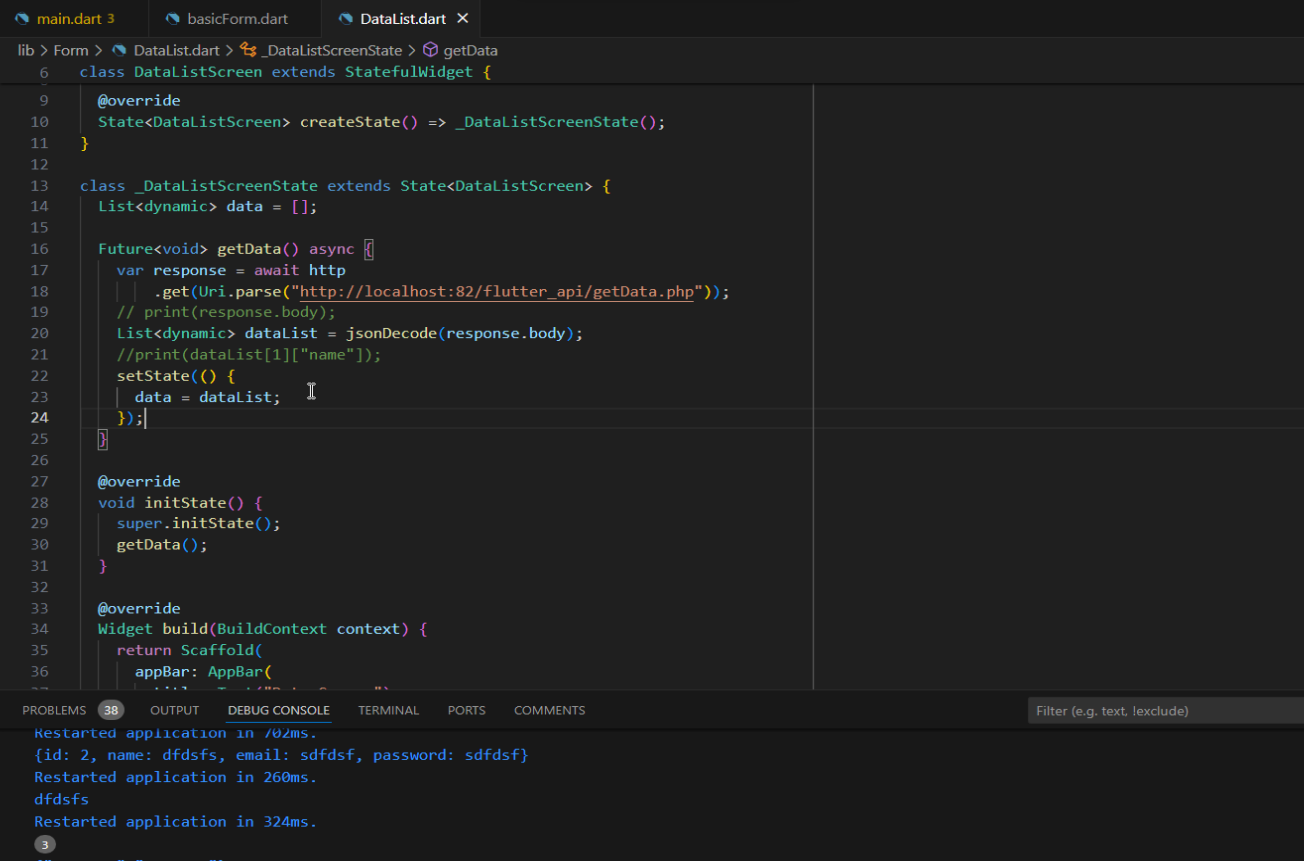 main.dart 3 basicForm.dart DataList.dart
lib > Form > DataList.dart > _DataListScreenState > getData
6 class DataListScreen extends StatefulWidget {
9 @override
10 State<DataListScreen> createState() => _DataListScreenState();
11 }
12
13 class _DataListScreenState extends State<DataListScreen> {
14 List<dynamic> data = [];
15
16 Future<void> getData() async {
17 var response = await http
18 .get(Uri.parse("http://localhost:82/flutter_api/getData.php"));
19 // print(response.body);
20 List<dynamic> dataList = jsonDecode(response.body);
21 //print(dataList[1]["name"]);
22 setState(() {
23 data = dataList;
24 });
25 }
26
27 @override
28 void initState() {
29 super.initState();
30 getData();
31 }
32
33 @override
34 Widget build(BuildContext context) {
35 return Scaffold(
36 appBar: AppBar(
PROBLEMS 38 OUTPUT DEBUG CONSOLE TERMINAL PORTS COMMENTS Filter (e.g. text, !exclude)
Restarted application in 702ms.
{id: 2, name: dfdsfs, email: sdfdsf, password: sdfdsf}
Restarted application in 260ms.
dfdsfs
Restarted application in 324ms.
3